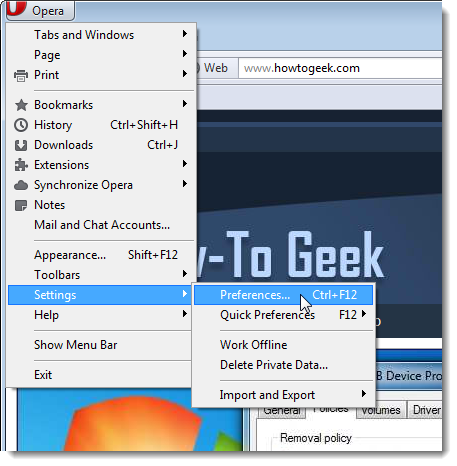 Opera
Web www.howtogeek.com
Tabs and Windows
Page
Print
Bookmarks
History Ctrl+Shift+H
Downloads Ctrl+J
Extensions
Synchronize Opera
Notes
Mail and Chat Accounts...
Appearance... Shift+F12
Toolbars
Settings
Help
Show Menu Bar
Exit
Preferences... Ctrl+F12
Quick Preferences F12
Work Offline
Delete Private Data...
Import and Export
w-To Geek
B Device Pro
General Policies Volumes Driver
Removal policy